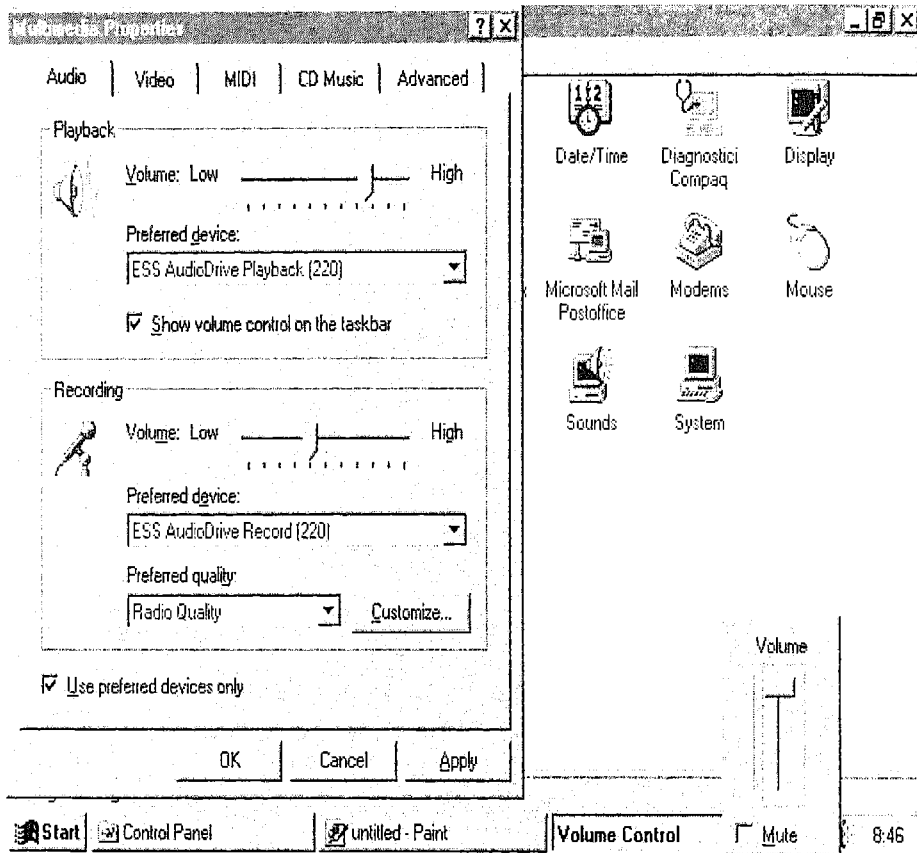 Multimedia Properties
Audio
Video
MIDI
CD Music
Advanced
Playback
Volume: Low
High
Preferred device:
ESS AudioDrive Playback (220)
Show volume control on the taskbar
Recording
Volume: Low
High
Preferred device:
ESS AudioDrive Record (220)
Preferred quality:
Radio Quality
Customize...
Use preferred devices only
OK
Cancel
Apply
Date/Time
Diagnostici
Compaq
Display
Microsoft Mail
Postoffice
Modems
Mouse
Sounds
System
Volume
Mute
Start
Control Panel
untitled - Paint
Volume Control
8:46